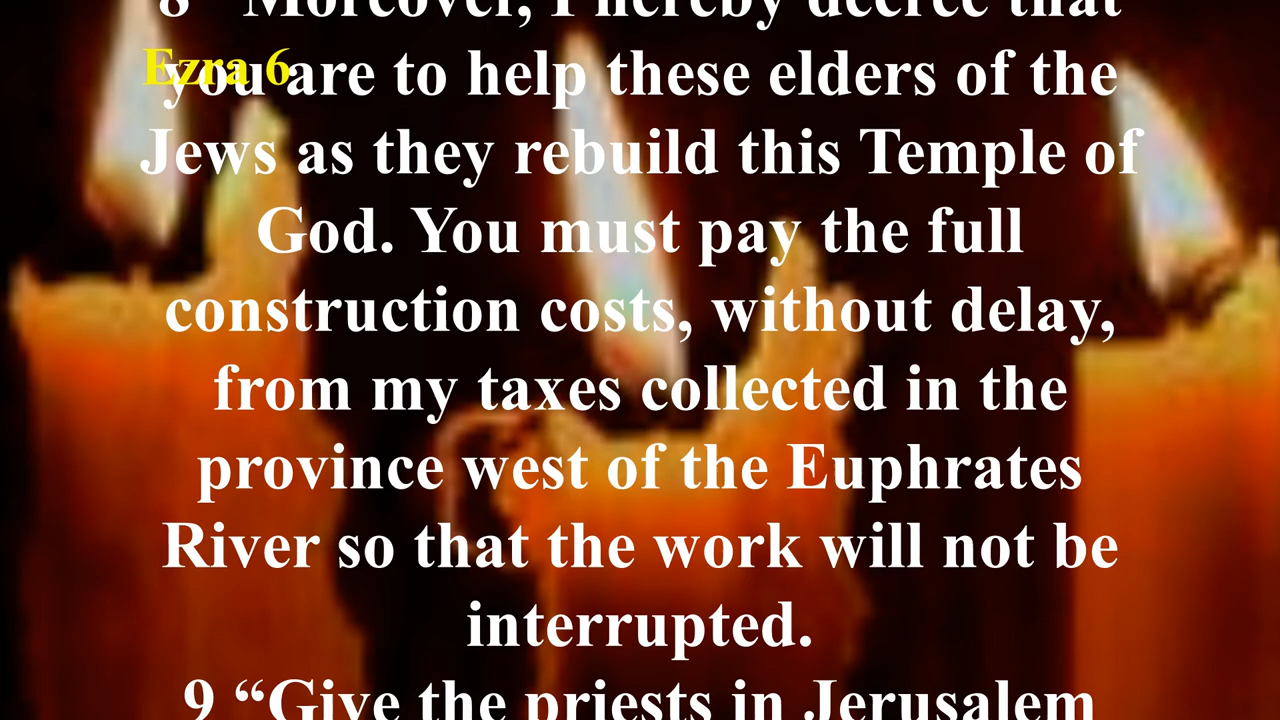 8 “Moreover, I hereby decree that
Ezra 6
you are to help these elders of the
Jews as they rebuild this Temple of
God. You must pay the full
construction costs, without delay,
from my taxes collected in the
province west of the Euphrates
River so that the work will not be
interrupted.
9 “Give the priests in Jerusalem